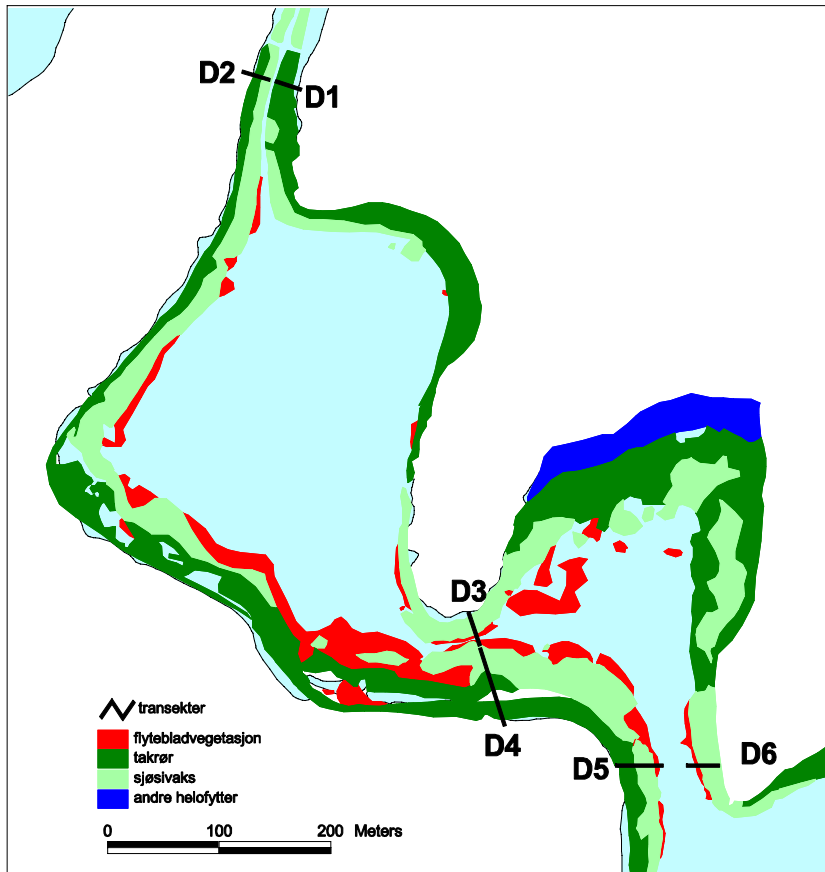 D2
D1
D3
D4
D5
D6
transekter
flytebladvegetasjon
takrør
sjøsivaks
andre helofytter
0 100 200 Meters